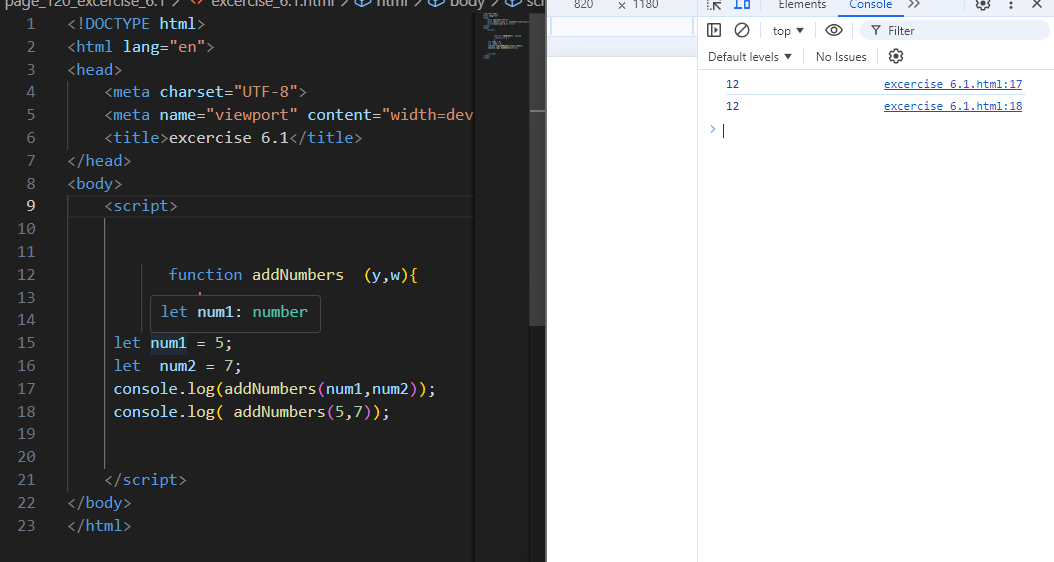 page_120_excercise_6.1 > <> excercise_6.1.html > html > body > script
1 <!DOCTYPE html>
2 <html lang="en">
3 <head>
4 <meta charset="UTF-8">
5 <meta name="viewport" content="width=dev
6 <title>excercise 6.1</title>
7 </head>
8 <body>
9 <script>
10
11
12 function addNumbers  (y,w){
13
14
let num1: number
15 let num1 = 5;
16 let  num2 = 7;
17 console.log(addNumbers(num1,num2));
18 console.log( addNumbers(5,7));
19
20
21 </script>
22 </body>
23 </html>
820 × 1180
Elements Console »
top ▼ Filter
Default levels ▼ No Issues
12 excercise 6.1.html:17
12 excercise 6.1.html:18
>